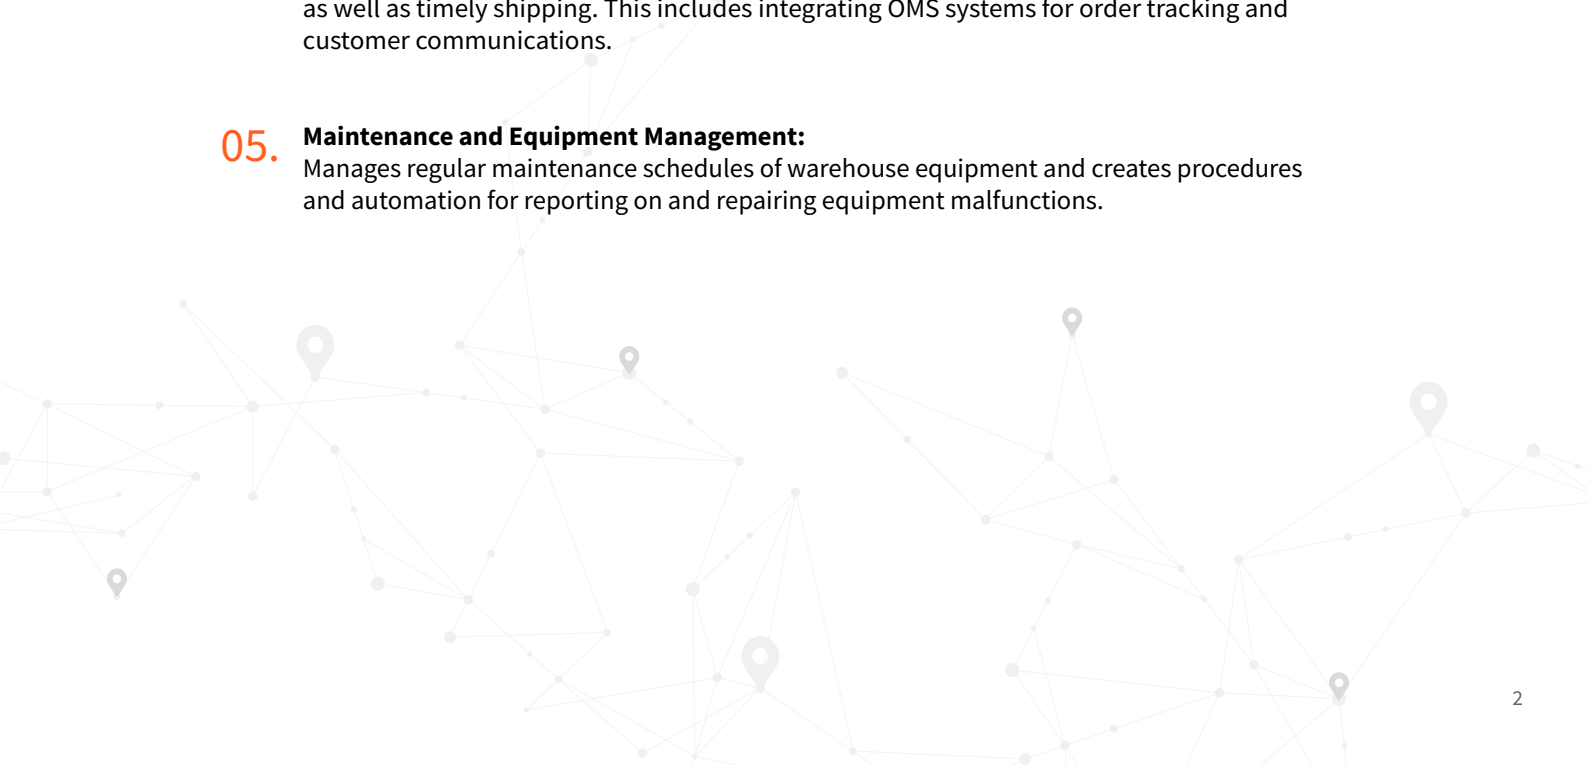 as well as timely shipping. This includes integrating OMS systems for order tracking and
customer communications.
05.
Maintenance and Equipment Management:
Manages regular maintenance schedules of warehouse equipment and creates procedures
and automation for reporting on and repairing equipment malfunctions.
2